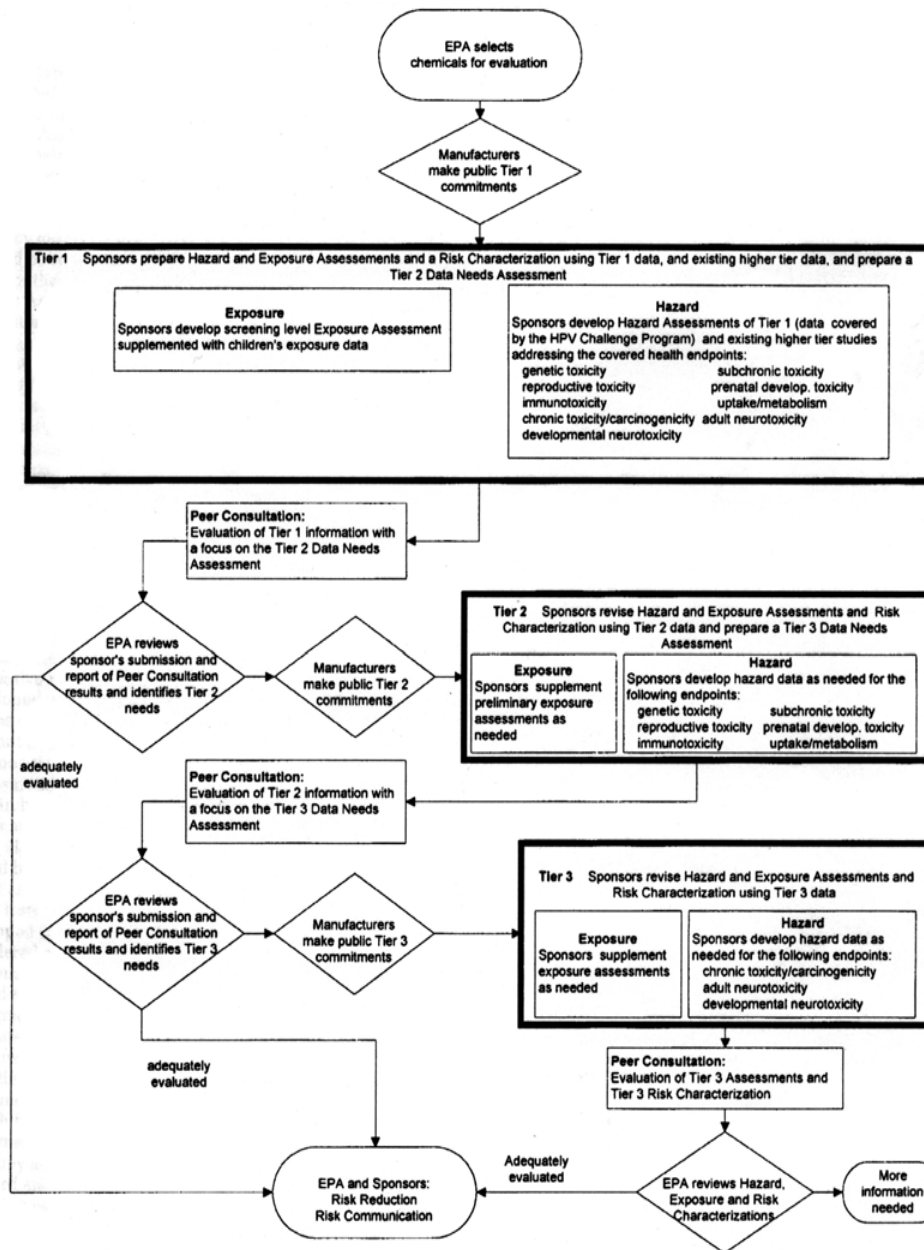 EPA selects
chemicals for evaluation
Manufacturers
make public Tier 1
commitments
Tier 1 Sponsors prepare Hazard and Exposure Assessements and a Risk Characterization using Tier 1 data, and existing higher tier data, and prepare a
Tier 2 Data Needs Assessment
Exposure
Sponsors develop screening level Exposure Assessment
supplemented with children's exposure data
Hazard
Sponsors develop Hazard Assessments of Tier 1 (data covered
by the HPV Challenge Program) and existing higher tier studies
addressing the covered health endpoints:
genetic toxicity subchronic toxicity
reproductive toxicity prenatal develop. toxicity
immunotoxicity uptake/metabolism
chronic toxicity/carcinogenicity adult neurotoxicity
developmental neurotoxicity
Peer Consultation:
Evaluation of Tier 1 information with
a focus on the Tier 2 Data Needs
Assessment
EPA reviews
sponsor's submission and
report of Peer Consultation
results and identifies Tier 2
needs
Manufacturers
make public Tier 2
commitments
Tier 2 Sponsors revise Hazard and Exposure Assessments and Risk
Characterization using Tier 2 data and prepare a Tier 3 Data Needs
Assessment
Exposure
Sponsors supplement
preliminary exposure
assessments as
needed
Hazard
Sponsors develop hazard data as needed for the
following endpoints:
genetic toxicity subchronic toxicity
reproductive toxicity prenatal develop. toxicity
immunotoxicity uptake/metabolism
adequately
evaluated
Peer Consultation:
Evaluation of Tier 2 information with
a focus on the Tier 3 Data Needs
Assessment
EPA reviews
sponsor's submission and
report of Peer Consultation
results and identifies Tier 3
needs
Manufacturers
make public Tier 3
commitments
Tier 3 Sponsors revise Hazard and Exposure Assessments and
Risk Characterization using Tier 3 data
Exposure
Sponsors supplement
exposure assessments
as needed
Hazard
Sponsors develop hazard data as
needed for the following endpoints:
chronic toxicity/carcinogenicity
adult neurotoxicity
developmental neurotoxicity
adequately
evaluated
Peer Consultation:
Evaluation of Tier 3 Assessments and
Tier 3 Risk Characterization
EPA and Sponsors:
Risk Reduction
Risk Communication
Adequately
evaluated
EPA reviews Hazard,
Exposure and Risk
Characterizations
More
information
needed